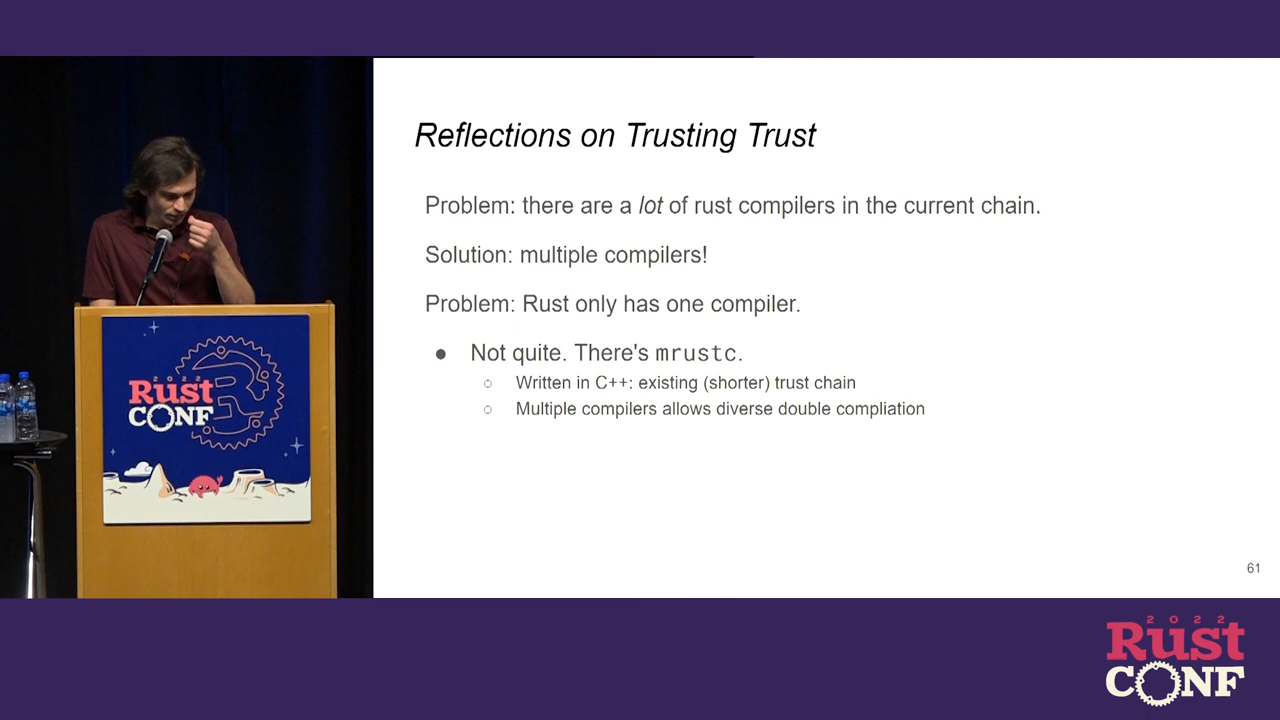 Reflections on Trusting Trust
Problem: there are a lot of rust compilers in the current chain.
Solution: multiple compilers!
Problem: Rust only has one compiler.
● Not quite. There's mrustc.
○ Written in C++: existing (shorter) trust chain
○ Multiple compilers allows diverse double compliation
61
2022
Rust
CONF
2022
Rust
CONF